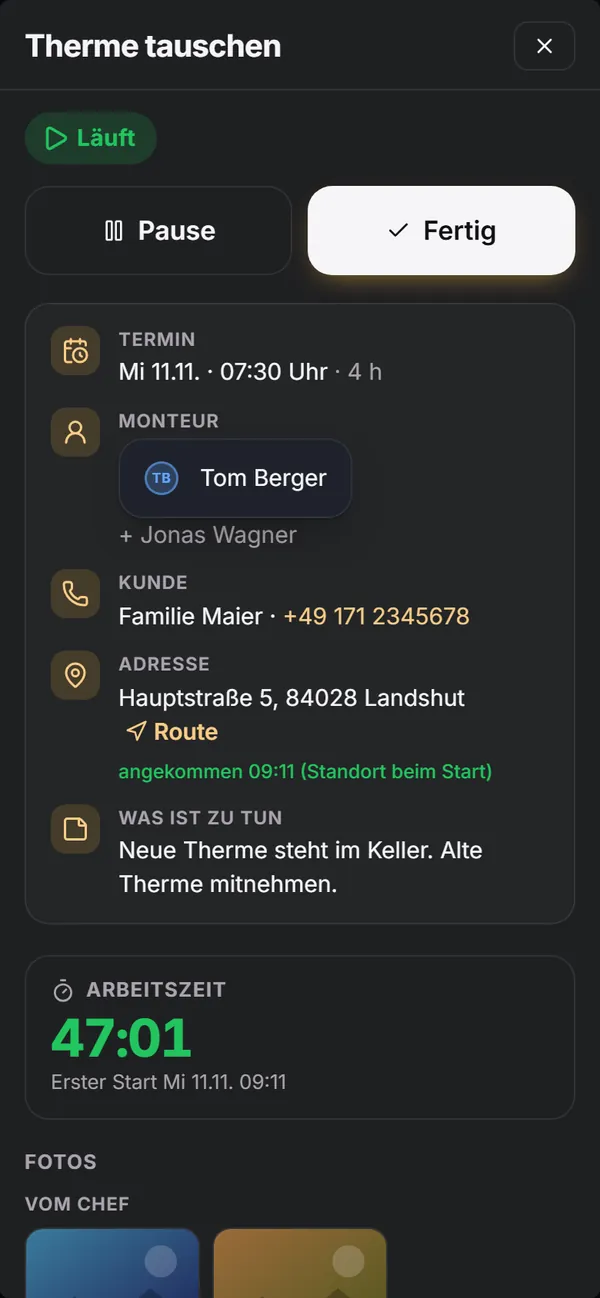 Therme tauschen
Läuft
Pause
Fertig
TERMIN
Mi 11.11. · 07:30 Uhr · 4 h
MONTEUR
TB Tom Berger
+ Jonas Wagner
KUNDE
Familie Maier · +49 171 2345678
ADRESSE
Hauptstraße 5, 84028 Landshut
Route
angekommen 09:11 (Standort beim Start)
WAS IST ZU TUN
Neue Therme steht im Keller. Alte
Therme mitnehmen.
ARBEITSZEIT
47:01
Erster Start Mi 11.11. 09:11
FOTOS
VOM CHEF